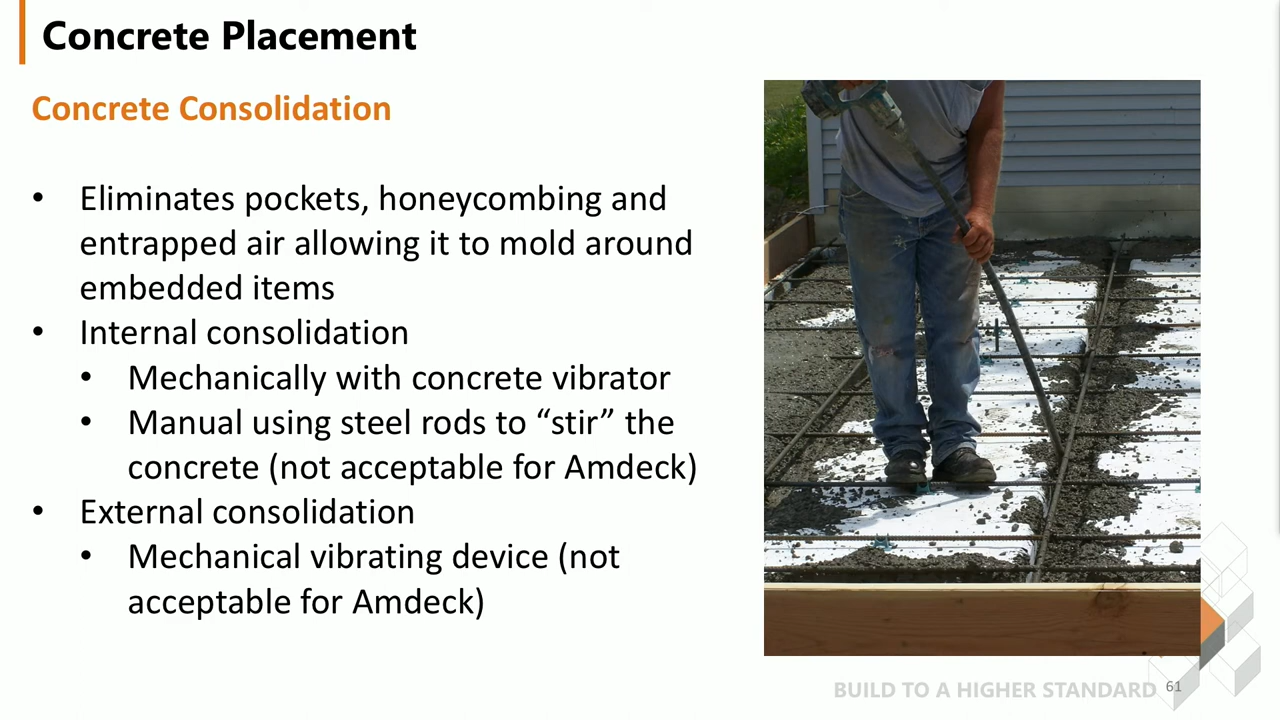 Concrete Placement
Concrete Consolidation
• Eliminates pockets, honeycombing and
entrapped air allowing it to mold around
embedded items
• Internal consolidation
• Mechanically with concrete vibrator
• Manual using steel rods to “stir” the
concrete (not acceptable for Amdeck)
• External consolidation
• Mechanical vibrating device (not
acceptable for Amdeck)
BUILD TO A HIGHER STANDARD 61